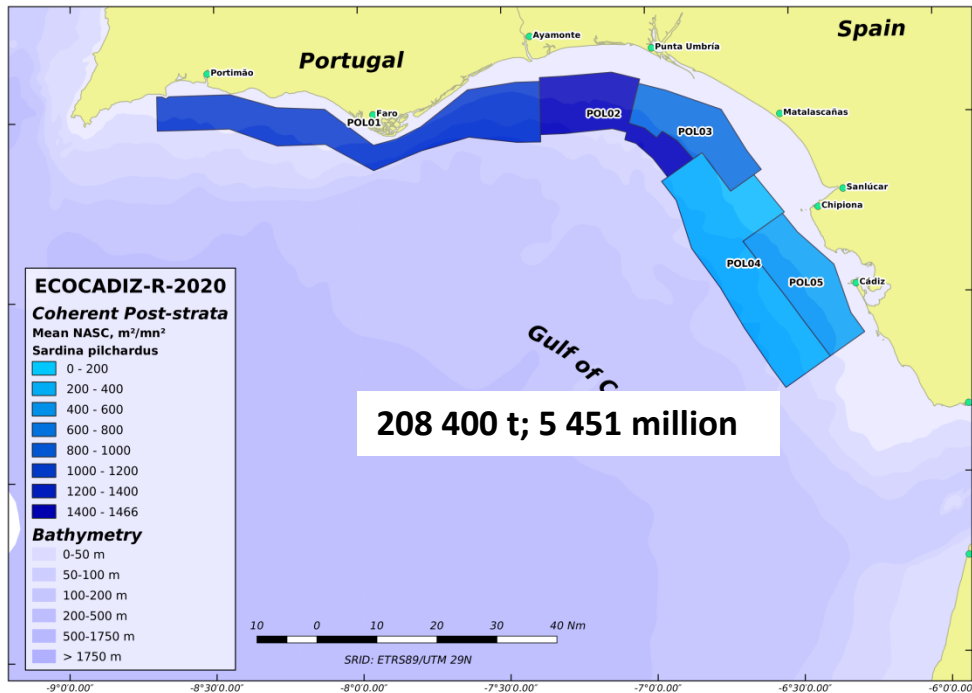 Spain
Portugal
Ayamonte
Punta Umbría
Portimão
Faro
POL01
POL02
POL03
Matalascañas
Sanlúcar
Chipiona
POL04
POL05
Cádiz
Gulf of C
208 400 t; 5 451 million
ECOCADIZ-R-2020
Coherent Post-strata
Mean NASC, m²/mn²
Sardina pilchardus
0 - 200
200 - 400
400 - 600
600 - 800
800 - 1000
1000 - 1200
1200 - 1400
1400 - 1466
Bathymetry
0-50 m
50-100 m
100-200 m
200-500 m
500-1750 m
> 1750 m
10 0 10 20 30 40 Nm
SRID: ETRS89/UTM 29N
-9°0'0.00" -8°30'0.00" -8°0'0.00" -7°30'0.00" -7°0'0.00" -6°30'0.00" -6°0'0.00"